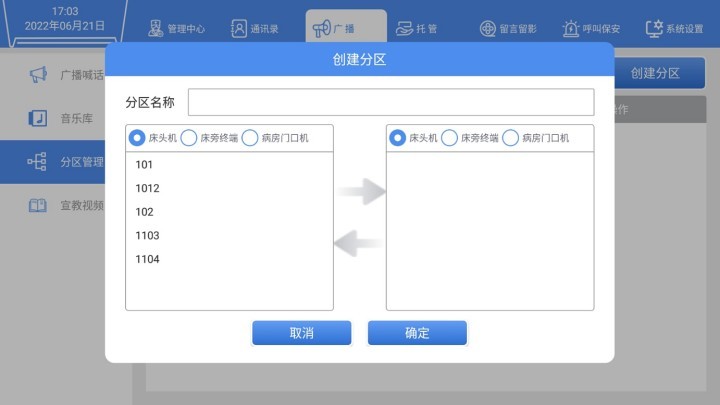 17:03
2022年06月21日
管理中心
通讯录
广播
托管
留言留影
呼叫保安
系统设置
广播喊话
音乐库
分区管理
宣教视频
创建分区
作
创建分区
分区名称
床头机 床旁终端 病房门口机
101
1012
102
1103
1104
床头机 床旁终端 病房门口机
取消
确定